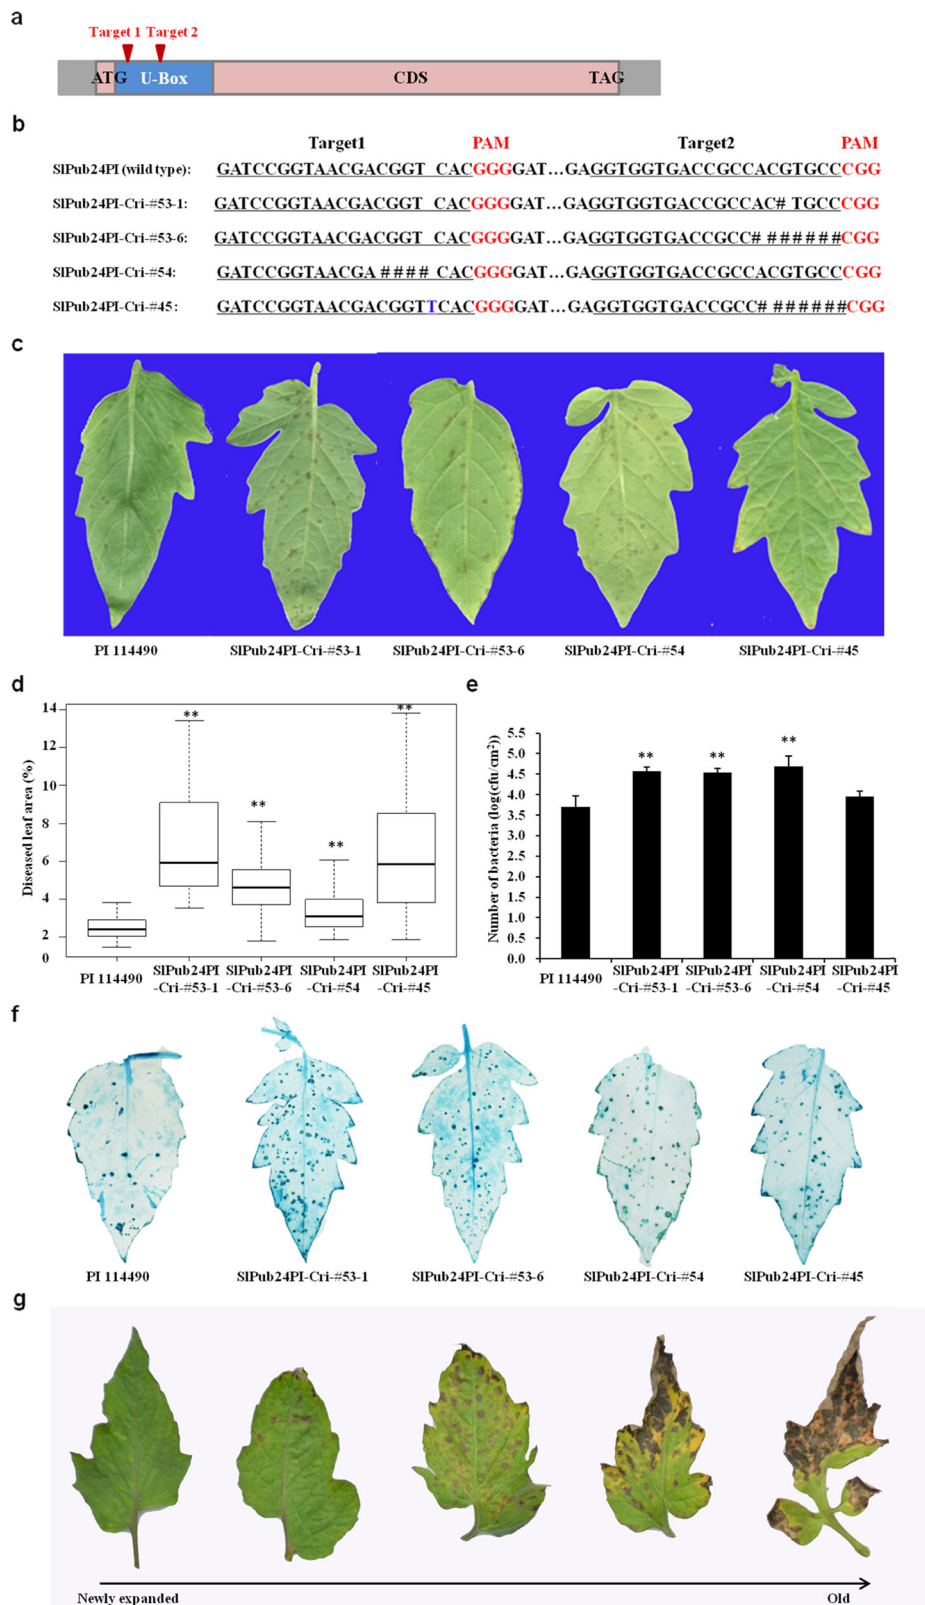 a
Target 1 Target 2
ATG U-Box CDS TAG
b
Target1 PAM Target2 PAM
SlPub24PI (wild type): GATCCGGTAACGACGGT CACGGGGAT...GAGGTGGTGACCGCCACGTGCCCGG
SlPub24PI-Cri-#53-1: GATCCGGTAACGACGGT CACGGGGAT...GAGGTGGTGACCGCCAC# TGCCCGG
SlPub24PI-Cri-#53-6: GATCCGGTAACGACGGT CACGGGGAT...GAGGTGGTGACCGCC# ######CGG
SlPub24PI-Cri-#54: GATCCGGTAACGA #### CACGGGGAT...GAGGTGGTGACCGCCACGTGCCCGG
SlPub24PI-Cri-#45: GATCCGGTAACGACGGTTCACGGGGAT...GAGGTGGTGACCGCC# ######CGG
c
PI 114490 SlPub24PI-Cri-#53-1 SlPub24PI-Cri-#53-6 SlPub24PI-Cri-#54 SlPub24PI-Cri-#45
d
Diseased leaf area (%)
14
12
10
8
6
4
2
0
** ** ** **
PI 114490 SlPub24PI -Cri-#53-1 SlPub24PI -Cri-#53-6 SlPub24PI -Cri-#54 SlPub24PI -Cri-#45
e
Number of bacteria (log(cfu/cm²))
5.5
5.0
4.5
4.0
3.5
3.0
2.5
2.0
1.5
1.0
0.5
0.0
** ** **
PI 114490 SlPub24PI -Cri-#53-1 SlPub24PI -Cri-#53-6 SlPub24PI -Cri-#54 SlPub24PI -Cri-#45
f
PI 114490 SlPub24PI-Cri-#53-1 SlPub24PI-Cri-#53-6 SlPub24PI-Cri-#54 SlPub24PI-Cri-#45
g
Newly expanded Old